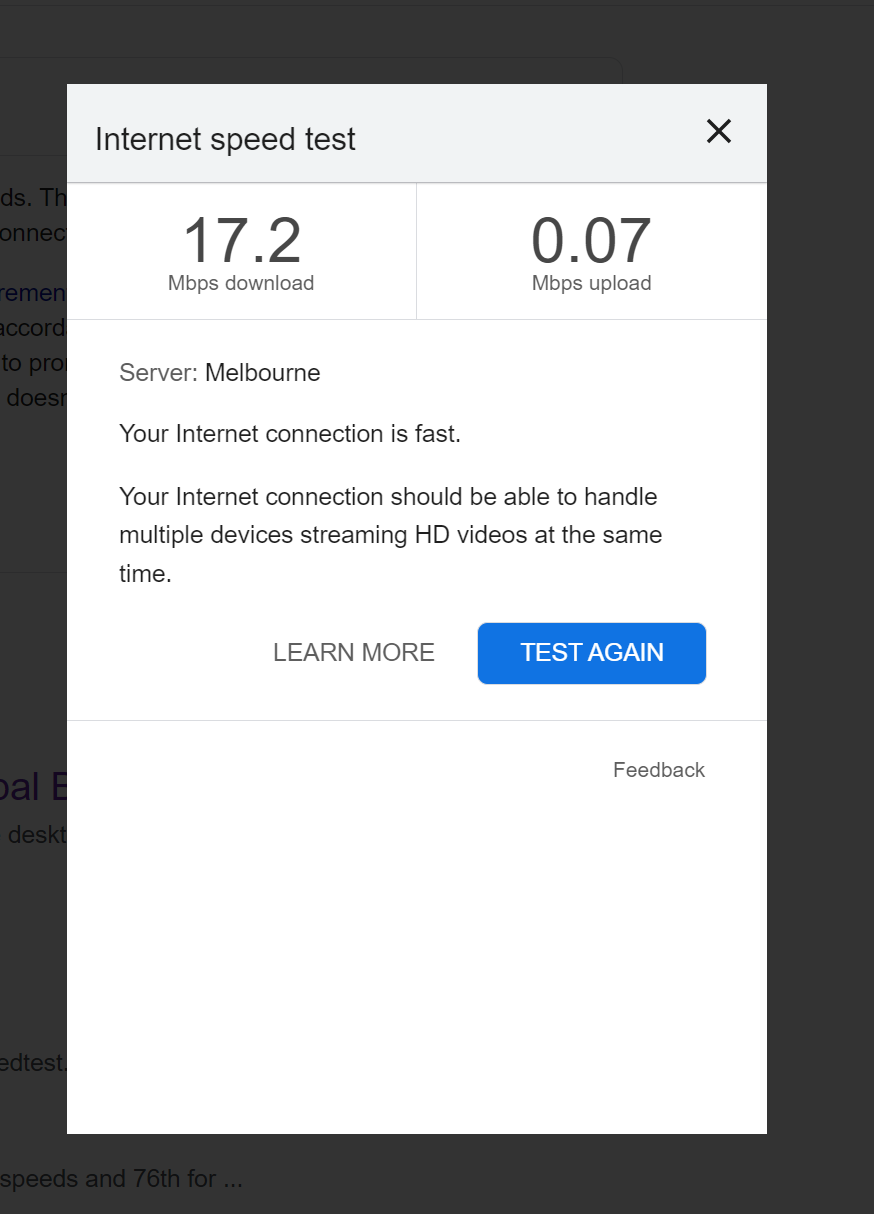 Internet speed test
17.2
Mbps download
0.07
Mbps upload
Server: Melbourne
Your Internet connection is fast.
Your Internet connection should be able to handle
multiple devices streaming HD videos at the same
time.
LEARN MORE
TEST AGAIN
Feedback
ds. Th
onnec
remen
accord
to pro
doesn
bal E
deskt
edtest.
speeds and 76th for ...